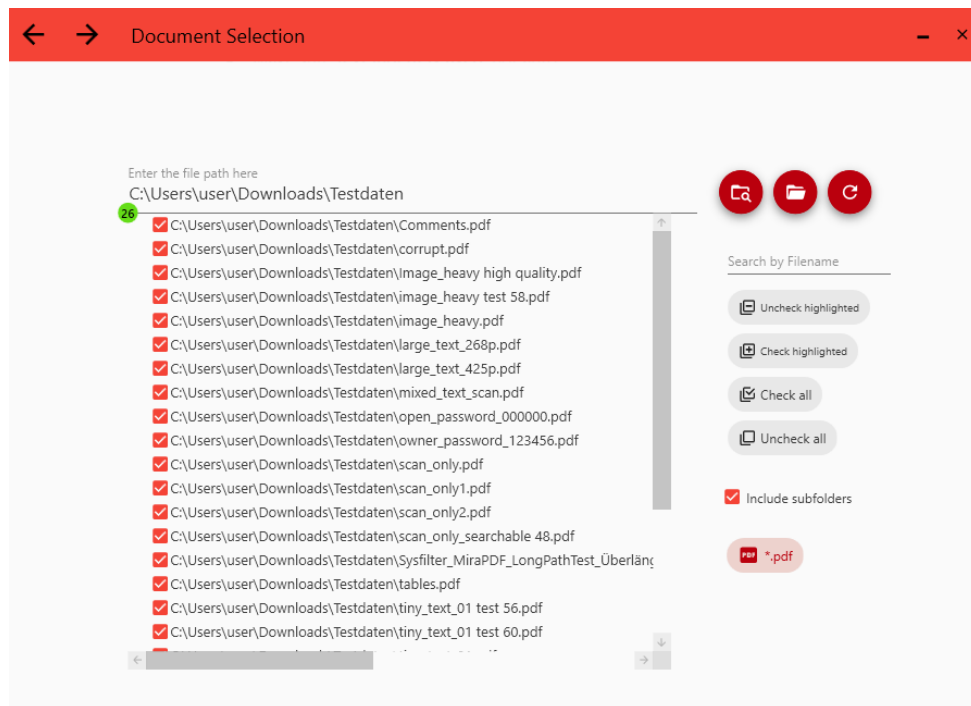 Document Selection
Enter the file path here
C:\Users\user\Downloads\Testdaten
26
C:\Users\user\Downloads\Testdaten\Comments.pdf
C:\Users\user\Downloads\Testdaten\corrupt.pdf
C:\Users\user\Downloads\Testdaten\Image_heavy high quality.pdf
C:\Users\user\Downloads\Testdaten\image_heavy test 58.pdf
C:\Users\user\Downloads\Testdaten\image_heavy.pdf
C:\Users\user\Downloads\Testdaten\large_text_268p.pdf
C:\Users\user\Downloads\Testdaten\large_text_425p.pdf
C:\Users\user\Downloads\Testdaten\mixed_text_scan.pdf
C:\Users\user\Downloads\Testdaten\open_password_000000.pdf
C:\Users\user\Downloads\Testdaten\owner_password_123456.pdf
C:\Users\user\Downloads\Testdaten\scan_only.pdf
C:\Users\user\Downloads\Testdaten\scan_only1.pdf
C:\Users\user\Downloads\Testdaten\scan_only2.pdf
C:\Users\user\Downloads\Testdaten\scan_only_searchable 48.pdf
C:\Users\user\Downloads\Testdaten\Sysfilter_MiraPDF_LongPathTest_Überläng
C:\Users\user\Downloads\Testdaten\tables.pdf
C:\Users\user\Downloads\Testdaten\tiny_text_01 test 56.pdf
C:\Users\user\Downloads\Testdaten\tiny_text_01 test 60.pdf
Search by Filename
Uncheck highlighted
Check highlighted
Check all
Uncheck all
Include subfolders
PDF *.pdf